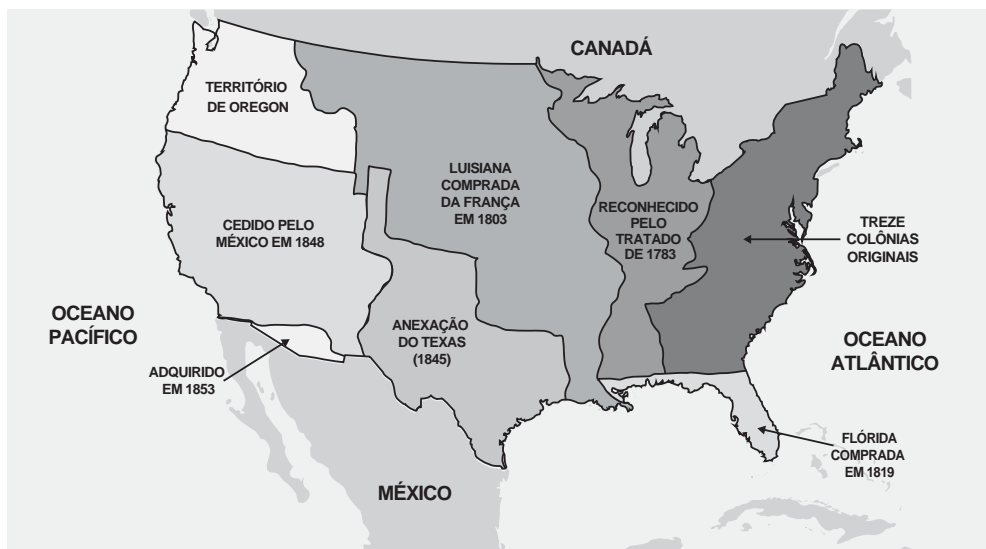 CANADÁ
TERRITÓRIO
DE OREGON
LUISIANA
COMPRADA
DA FRANÇA
EM 1803
RECONHECIDO
PELO
TRATADO
DE 1783
TREZE
COLÔNIAS
ORIGINAIS
CEDIDO PELO
MÉXICO EM 1848
OCEANO
PACÍFICO
ANEXAÇÃO
DO TEXAS
(1845)
OCEANO
ATLÂNTICO
ADQUIRIDO
EM 1853
FLÓRIDA
COMPRADA
EM 1819
MÉXICO